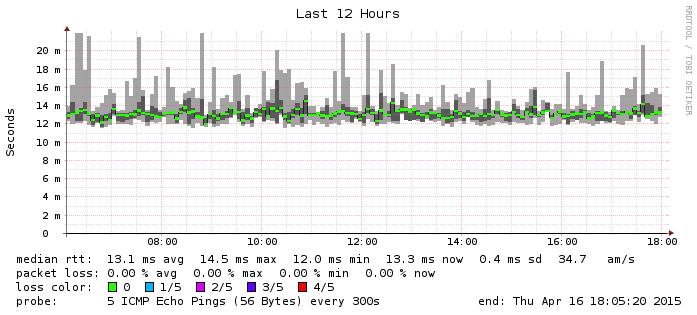 Last 12 Hours
RRDTOOL / TOBI OETIKER
Seconds
20 m
18 m
16 m
14 m
12 m
10 m
8 m
6 m
4 m
2 m
0
08:00 10:00 12:00 14:00 16:00 18:00
median rtt: 13.1 ms avg 14.5 ms max 12.0 ms min 13.3 ms now 0.4 ms sd 34.7 am/s
packet loss: 0.00 % avg 0.00 % max 0.00 % min 0.00 % now
loss color: 0 1/5 2/5 3/5 4/5
probe: 5 ICMP Echo Pings (56 Bytes) every 300s end: Thu Apr 16 18:05:20 2015